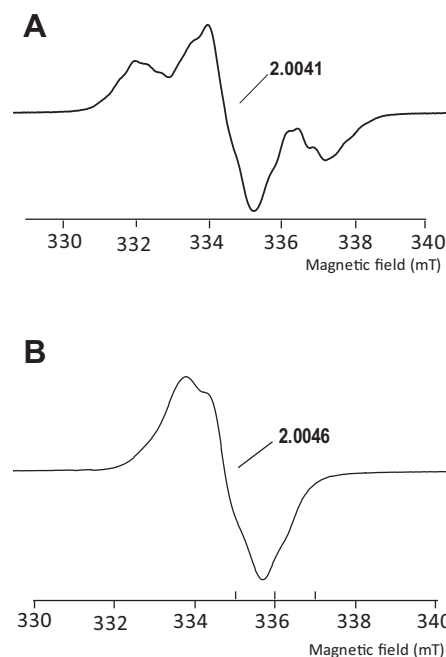 A
2.0041
330 332 334 336 338 340
Magnetic field (mT)
B
2.0046
330 332 334 336 338 340
Magnetic field (mT)